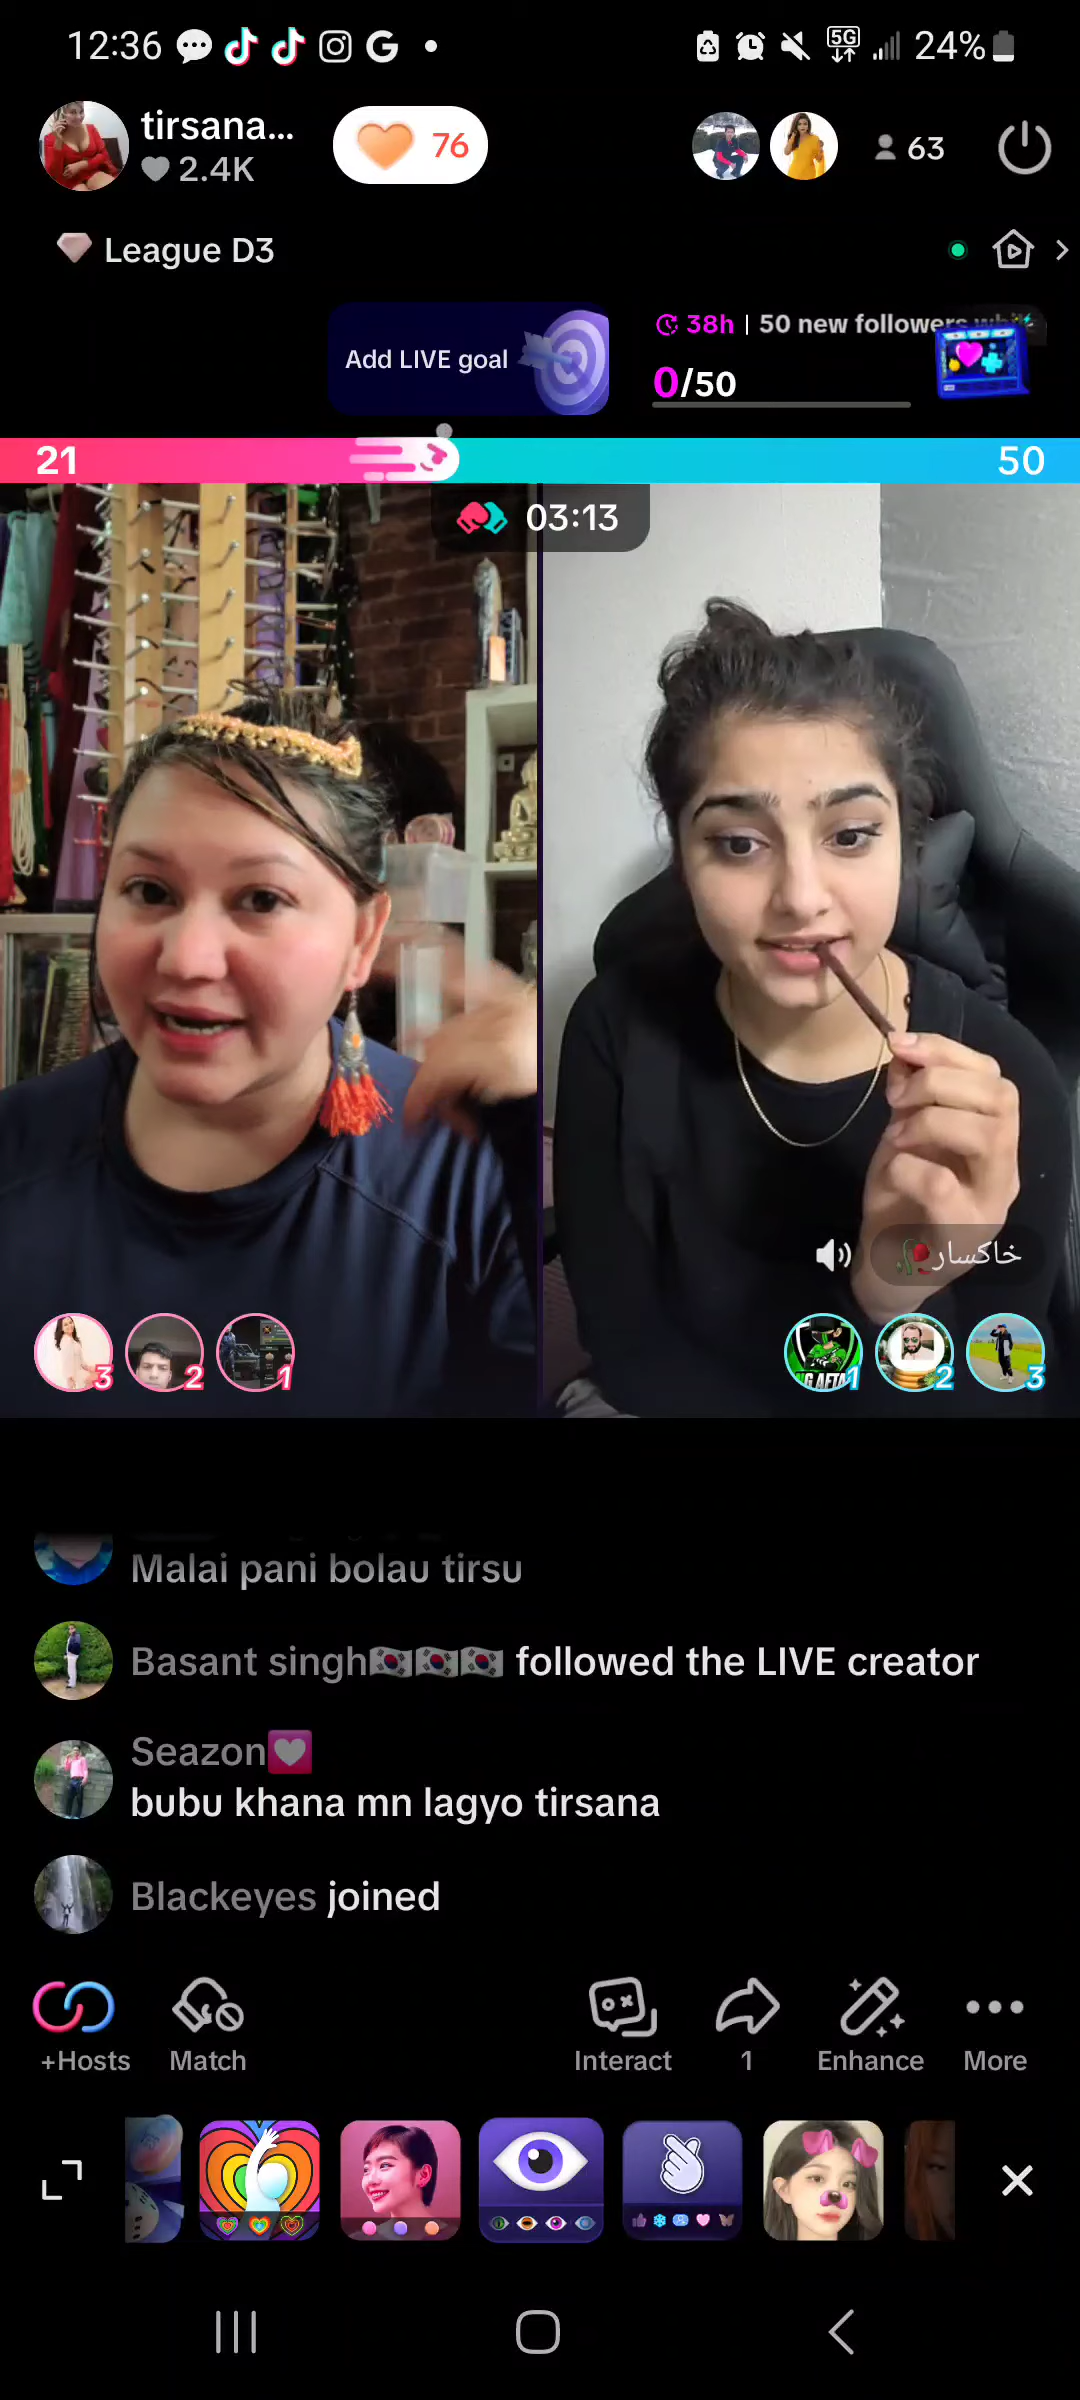 12:36
5G
24%
tirsana...
2.4K
76
63
League D3
Add LIVE goal
38h | 50 new followers while
0/50
21
50
03:13
خاکسار🥀
3
2
1
1
2
3
Malai pani bolau tirsu
Basant singh🇰🇷🇰🇷🇰🇷 followed the LIVE creator
Seazon💟
bubu khana mn lagyo tirsana
Blackeyes joined
+Hosts
Match
Interact
1
Enhance
More